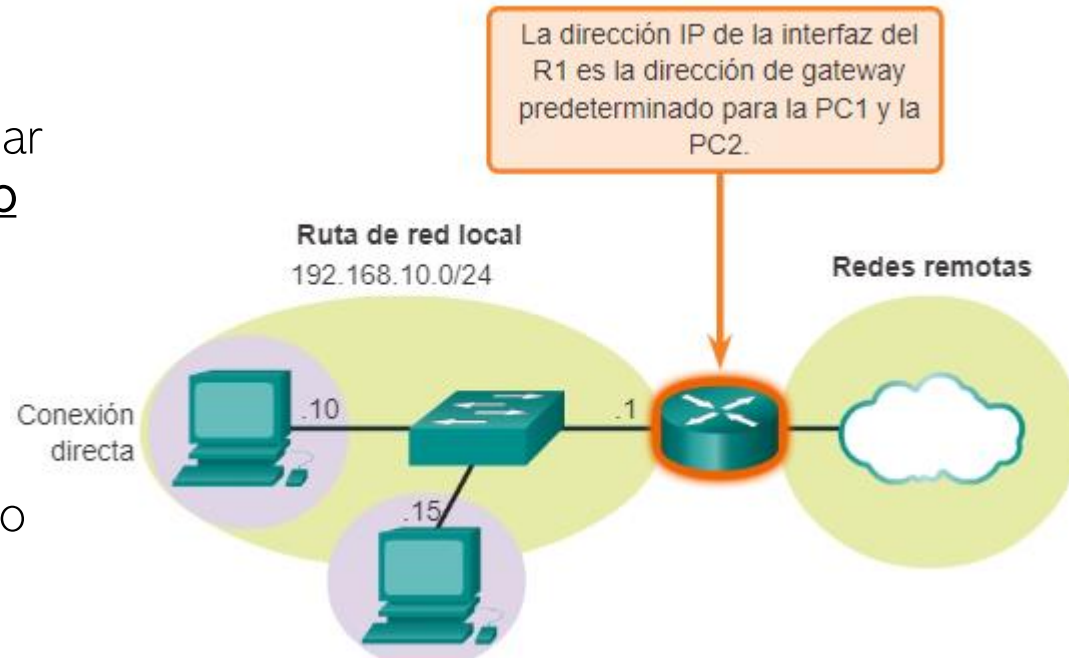 La dirección IP de la interfaz del
R1 es la dirección de gateway
predeterminado para la PC1 y la
PC2.
ar
o
Ruta de red local
192.168.10.0/24
Redes remotas
Conexión
directa
.10
.1
.15
o